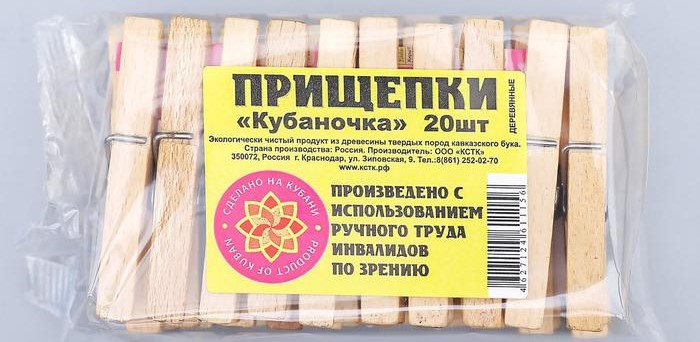 ПРИЩЕПКИ
«Кубаночка» 20шт
ДЕРЕВЯННЫЕ
Экологически чистый продукт из древесины твердых пород кавказского бука.
Страна производства: Россия. Производитель: ООО «КСТК»
350072, Россия г. Краснодар, ул. Зиповская, 9. Тел.:8(861) 252-02-70
www.кстк.рф
СДЕЛАНО НА КУБАНИ
PRODUCT OF KUBAN
ПРОИЗВЕДЕНО С
ИСПОЛЬЗОВАНИЕМ
РУЧНОГО ТРУДА
ИНВАЛИДОВ
ПО ЗРЕНИЮ
4627124611156